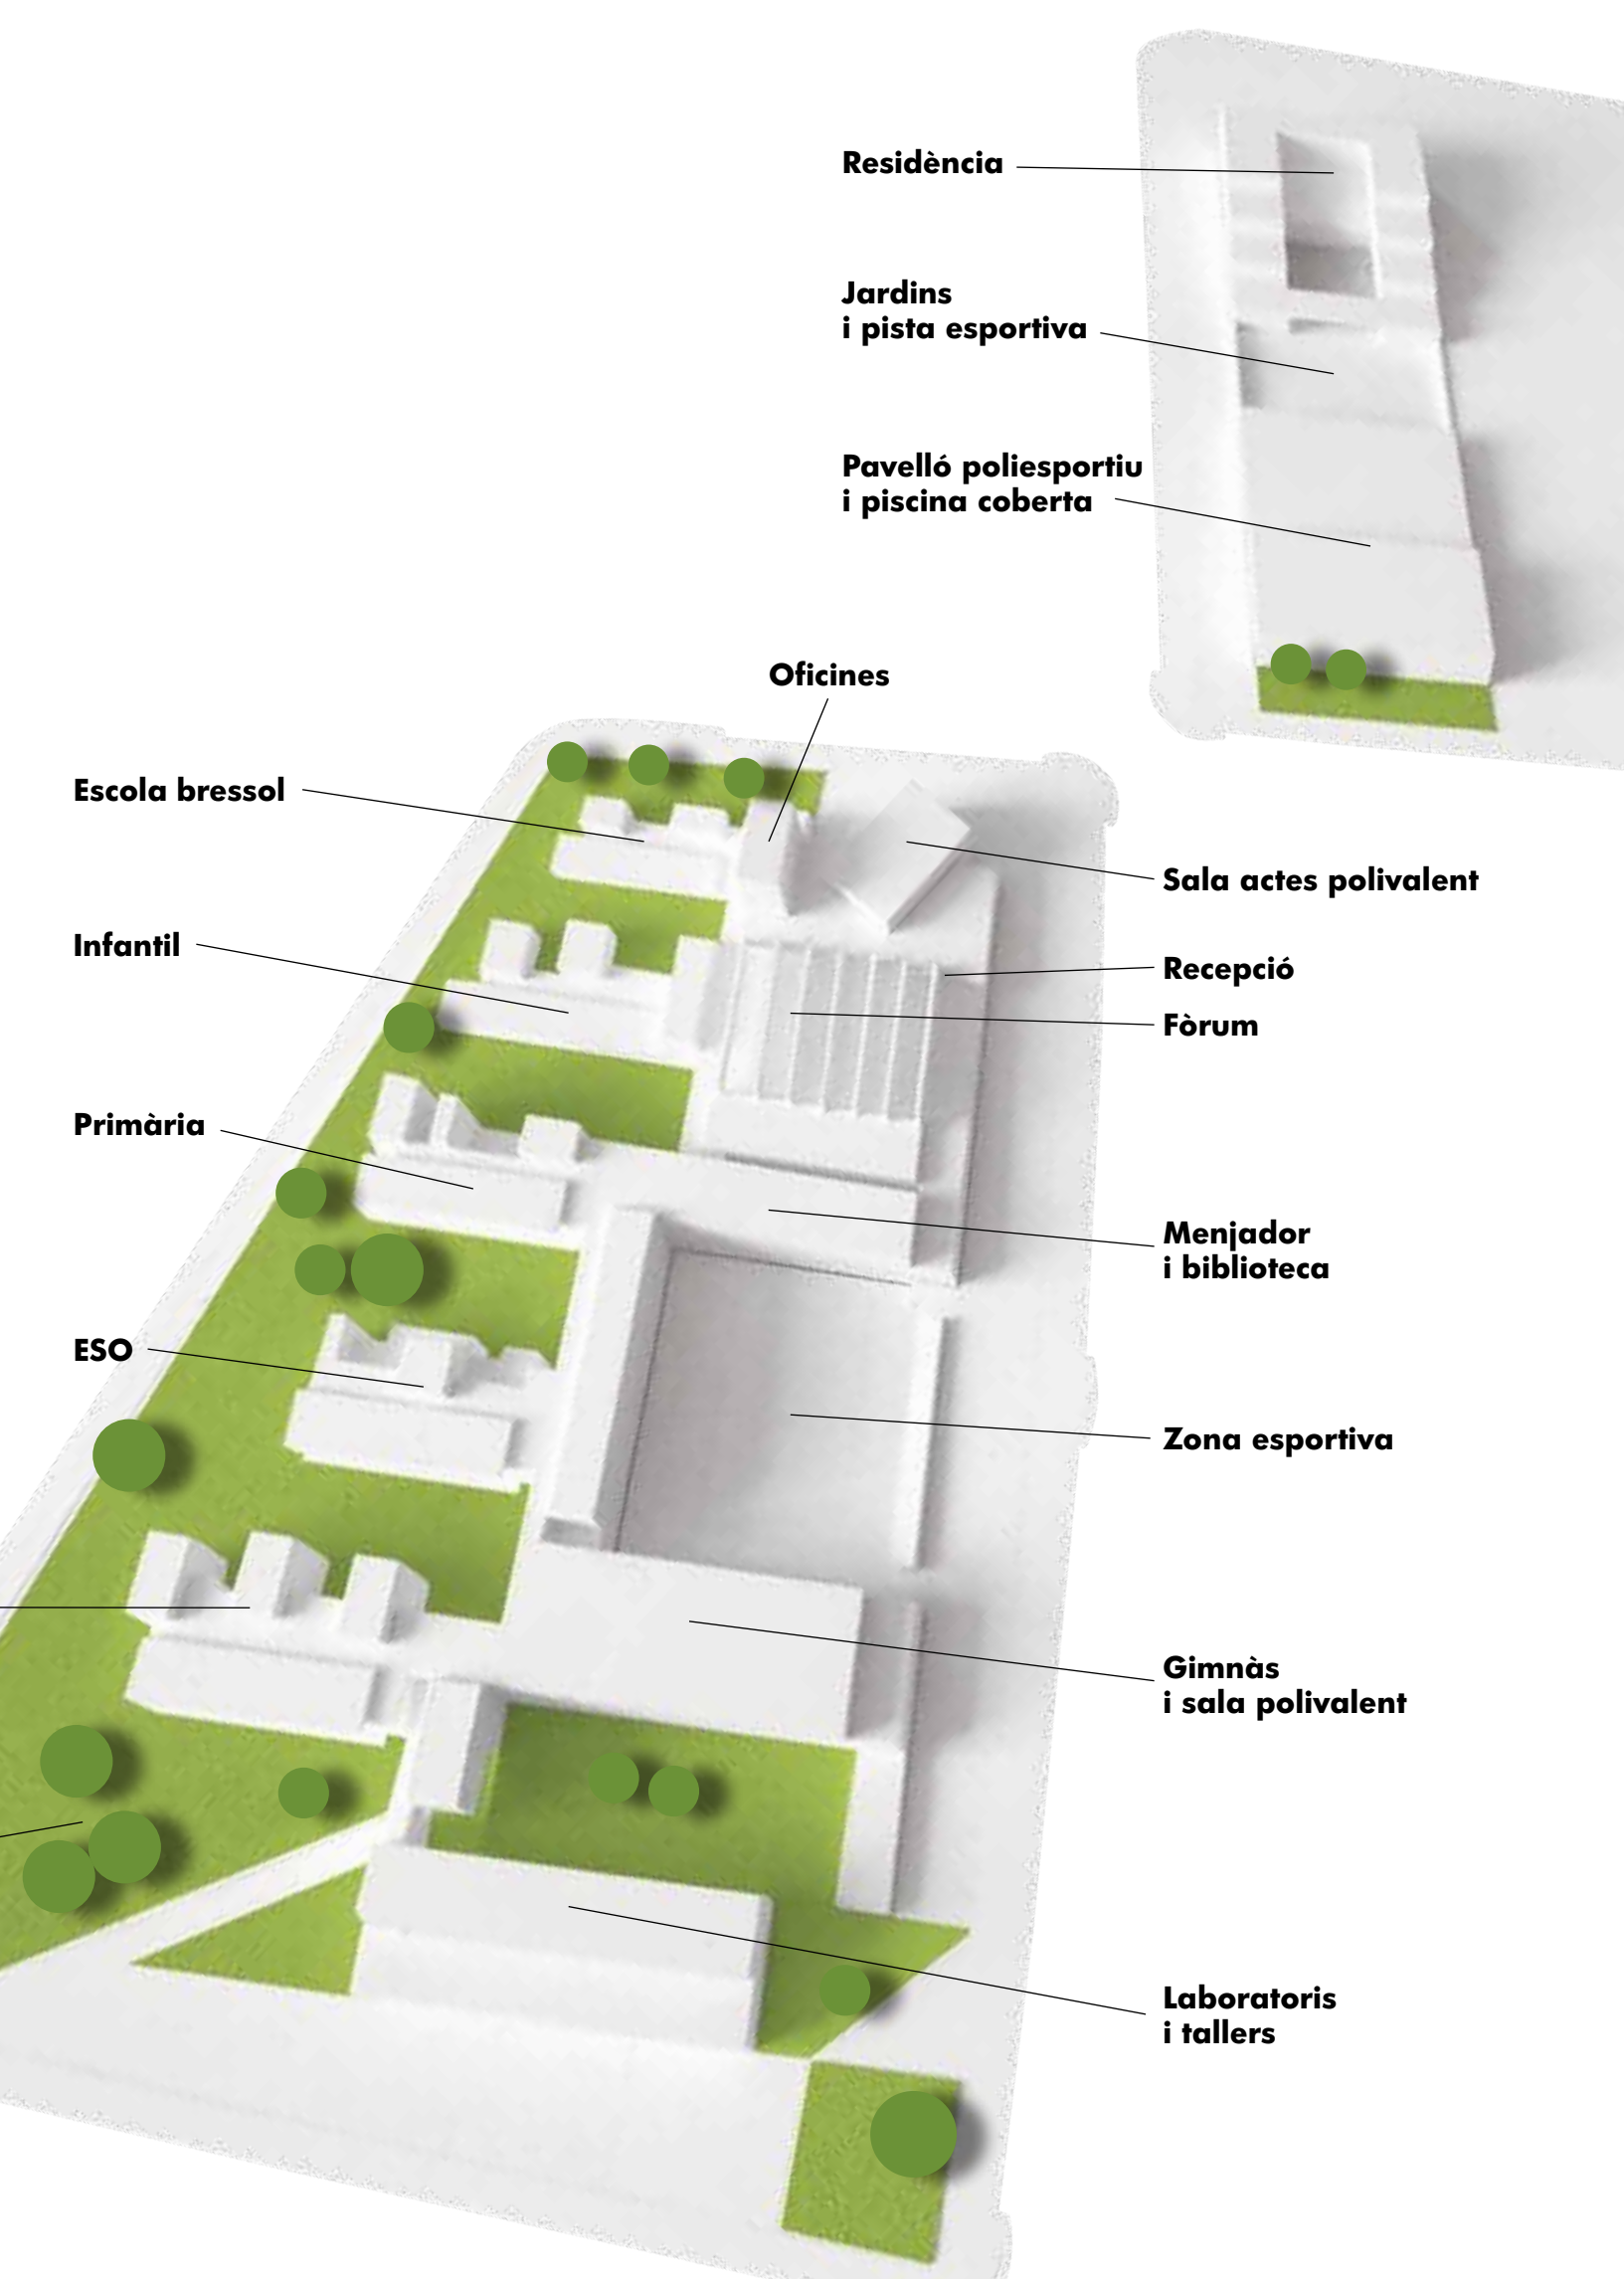 Residència
Jardins
i pista esportiva
Pavelló poliesportiu
i piscina coberta
Oficines
Escola bressol
Sala actes polivalent
Infantil
Recepció
Fòrum
Primària
Menjador
i biblioteca
ESO
Zona esportiva
Gimnàs
i sala polivalent
Laboratoris
i tallers